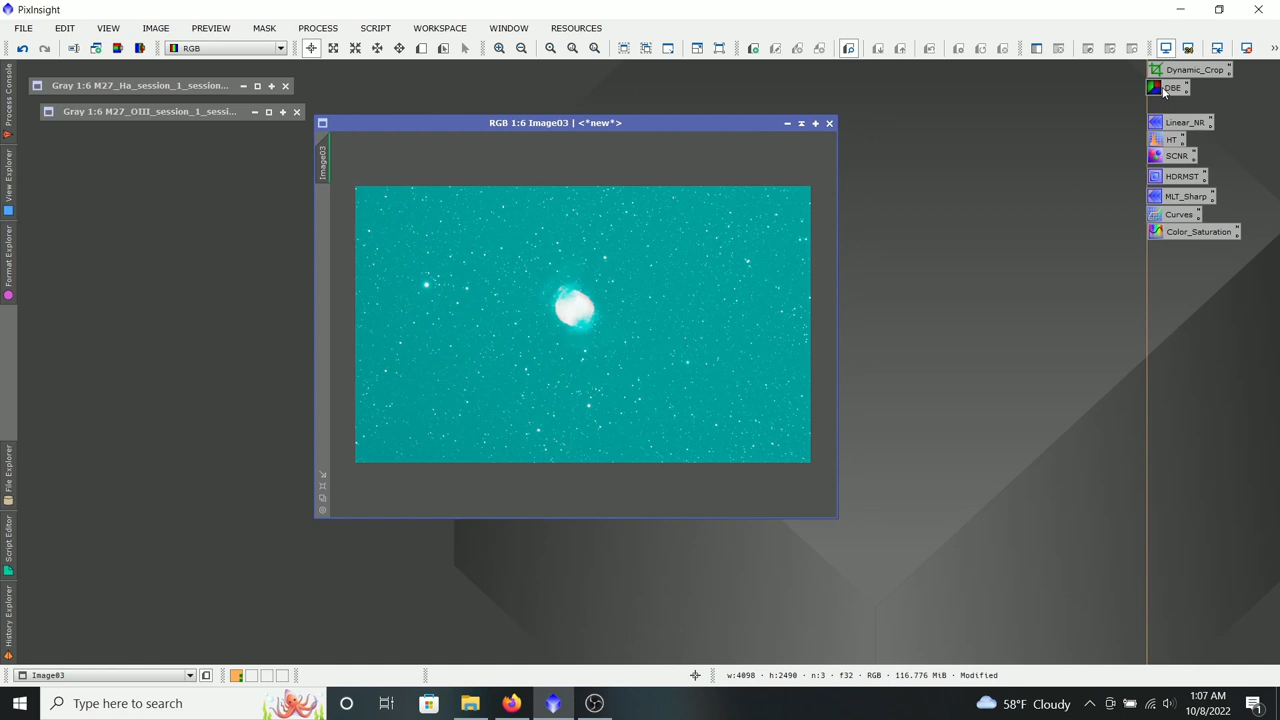 PixInsight
FILE EDIT VIEW IMAGE PREVIEW MASK PROCESS SCRIPT WORKSPACE WINDOW RESOURCES
RGB
Process Console
View Explorer
Format Explorer
File Explorer
Script Editor
History Explorer
Gray 1:6 M27_Ha_session_1_session...
Gray 1:6 M27_OIII_session_1_sessi...
RGB 1:6 Image03 | <*new*>
Image03
Dynamic_Crop
DBE
Linear_NR
HT
SCNR
HDRMST
MLT_Sharp
Curves
Color_Saturation
Image03
w:4098 · h:2490 · n:3 · f32 · RGB · 116.776 MiB · Modified
Type here to search
58°F Cloudy
1:07 AM
10/8/2022
1